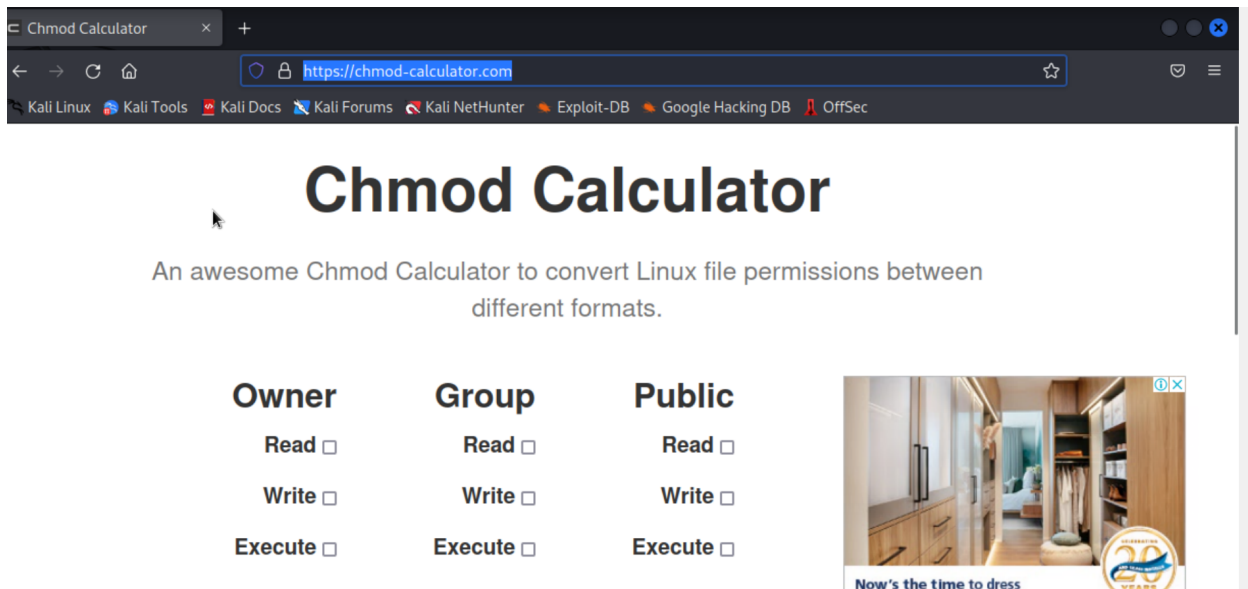 Chmod Calculator
https://chmod-calculator.com
Kali Linux Kali Tools Kali Docs Kali Forums Kali NetHunter Exploit-DB Google Hacking DB OffSec
Chmod Calculator
An awesome Chmod Calculator to convert Linux file permissions between
different formats.
Owner Group Public
Read Read Read
Write Write Write
Execute Execute Execute
CELEBRATING
20
YEARS
Now's the time to dress